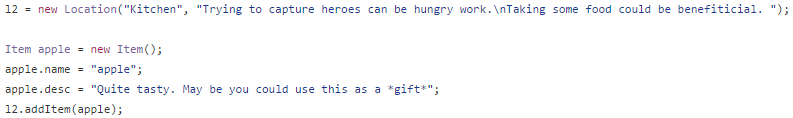 l2 = new Location("Kitchen", "Trying to capture heroes can be hungry work.\nTaking some food could be benefiticial. ");
Item apple = new Item();
apple.name = "apple";
apple.desc = "Quite tasty. May be you could use this as a *gift*";
l2.addItem(apple);